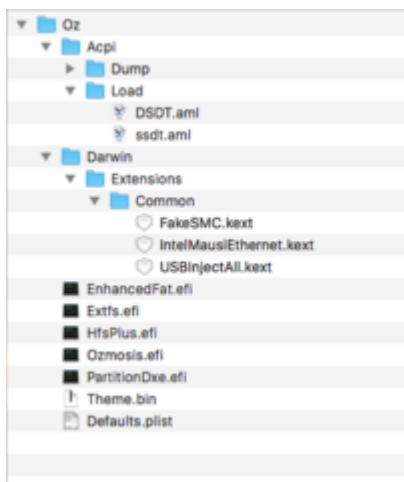 Oz
Acpi
Dump
Load
DSDT.aml
ssdt.aml
Darwin
Extensions
Common
FakeSMC.kext
IntelMausiEthernet.kext
USBInjectAll.kext
EnhancedFat.efi
Extfs.efi
HfsPlus.efi
Ozmosis.efi
PartitionDxe.efi
Theme.bin
Defaults.plist